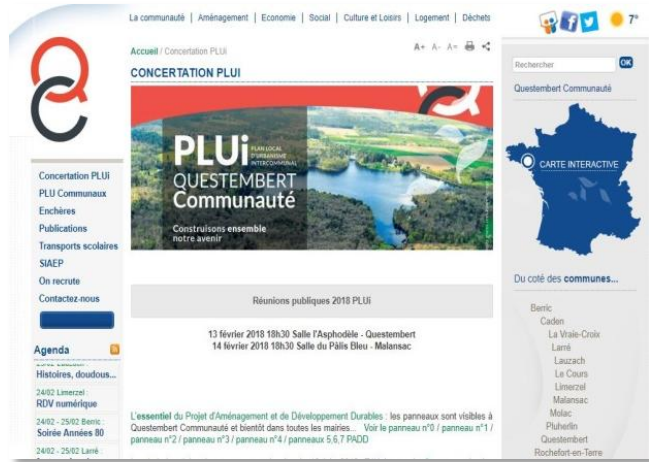 La communauté | Aménagement | Economie | Social | Culture et Loisirs | Logement | Déchets
7°
Accueil / Concertation PLUi
A+ A- A=
CONCERTATION PLUI
PLUi PLAN LOCAL
D'URBANISME
INTERCOMMUNAL
QUESTEMBERT
Communauté
Construisons ensemble
notre avenir
Réunions publiques 2018 PLUi
13 février 2018 18h30 Salle l'Asphodèle - Questembert
14 février 2018 18h30 Salle du Pâlis Bleu - Malansac
L'essentiel du Projet d'Aménagement et de Développement Durables : les panneaux sont visibles à
Questembert Communauté et bientôt dans toutes les mairies... Voir le panneau n°0 / panneau n°1 /
panneau n°2 / panneau n°3 / panneau n°4 / panneaux 5,6,7 PADD
Concertation PLUi
PLU Communaux
Enchères
Publications
Transports scolaires
SIAEP
On recrute
Contactez-nous
Agenda
Histoires, doudous...
24/02 Limerzel :
RDV numérique
24/02 - 25/02 Berric :
Soirée Années 80
24/02 - 25/02 Larré
Rechercher
OK
Questembert Communauté
CARTE INTERACTIVE
Du coté des communes...
Berric
Caden
La Vraie-Croix
Larré
Lauzach
Le Cours
Limerzel
Malansac
Molac
Pluherlin
Questembert
Rochefort-en-Terre